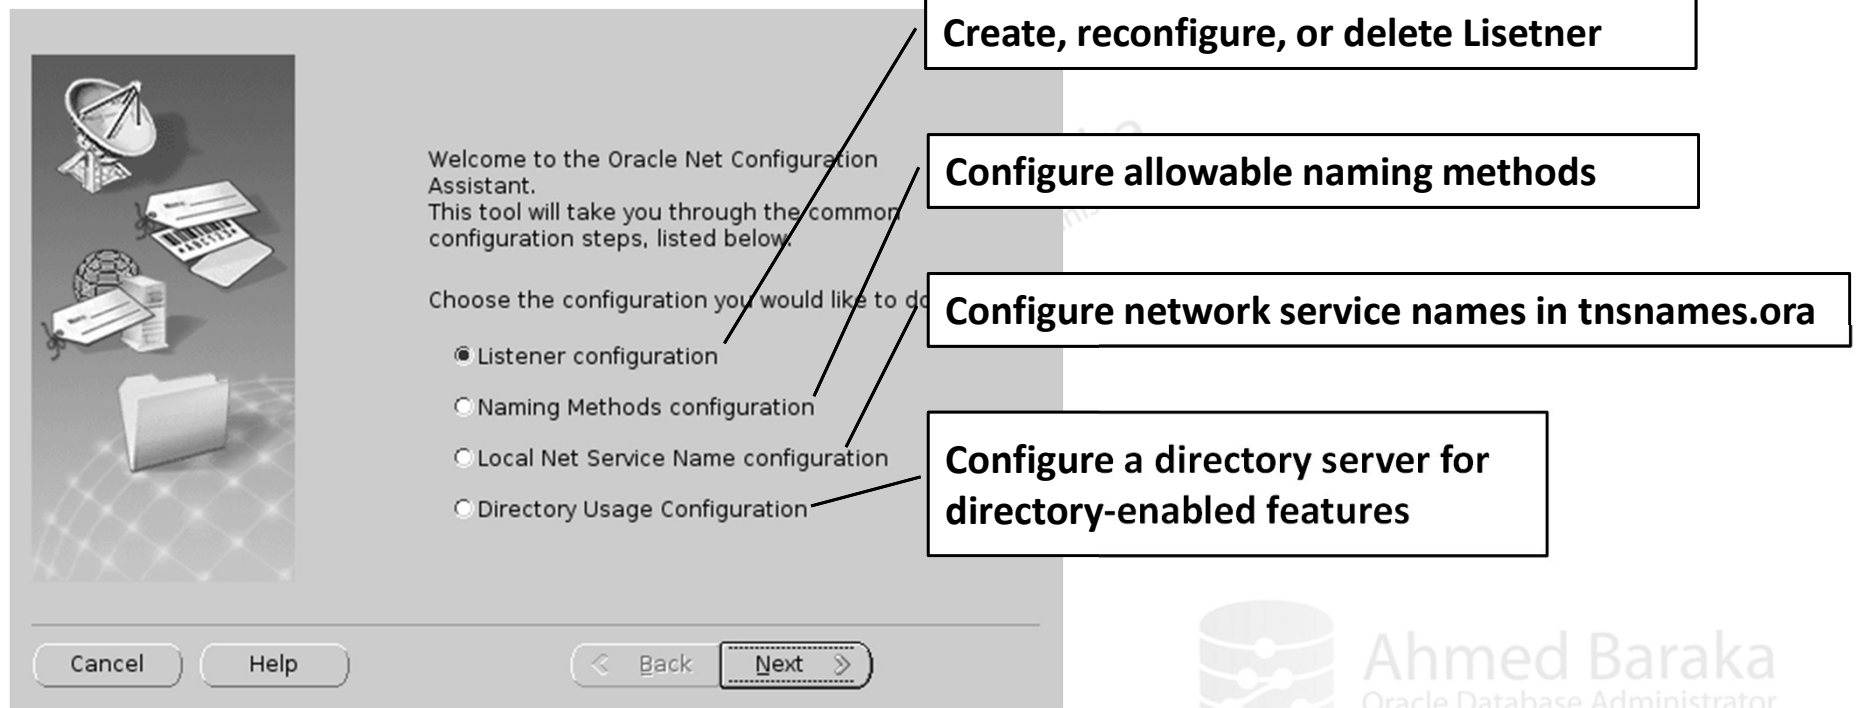 Create, reconfigure, or delete Lisetner
Welcome to the Oracle Net Configuration
Assistant.
This tool will take you through the common
configuration steps, listed below.
Configure allowable naming methods
Choose the configuration you would like to do
Configure network service names in tnsnames.ora
Listener configuration
Naming Methods configuration
Local Net Service Name configuration
Directory Usage Configuration
Configure a directory server for
directory-enabled features
Cancel
Help
Back
Next
Ahmed Baraka
Oracle Database Administrator